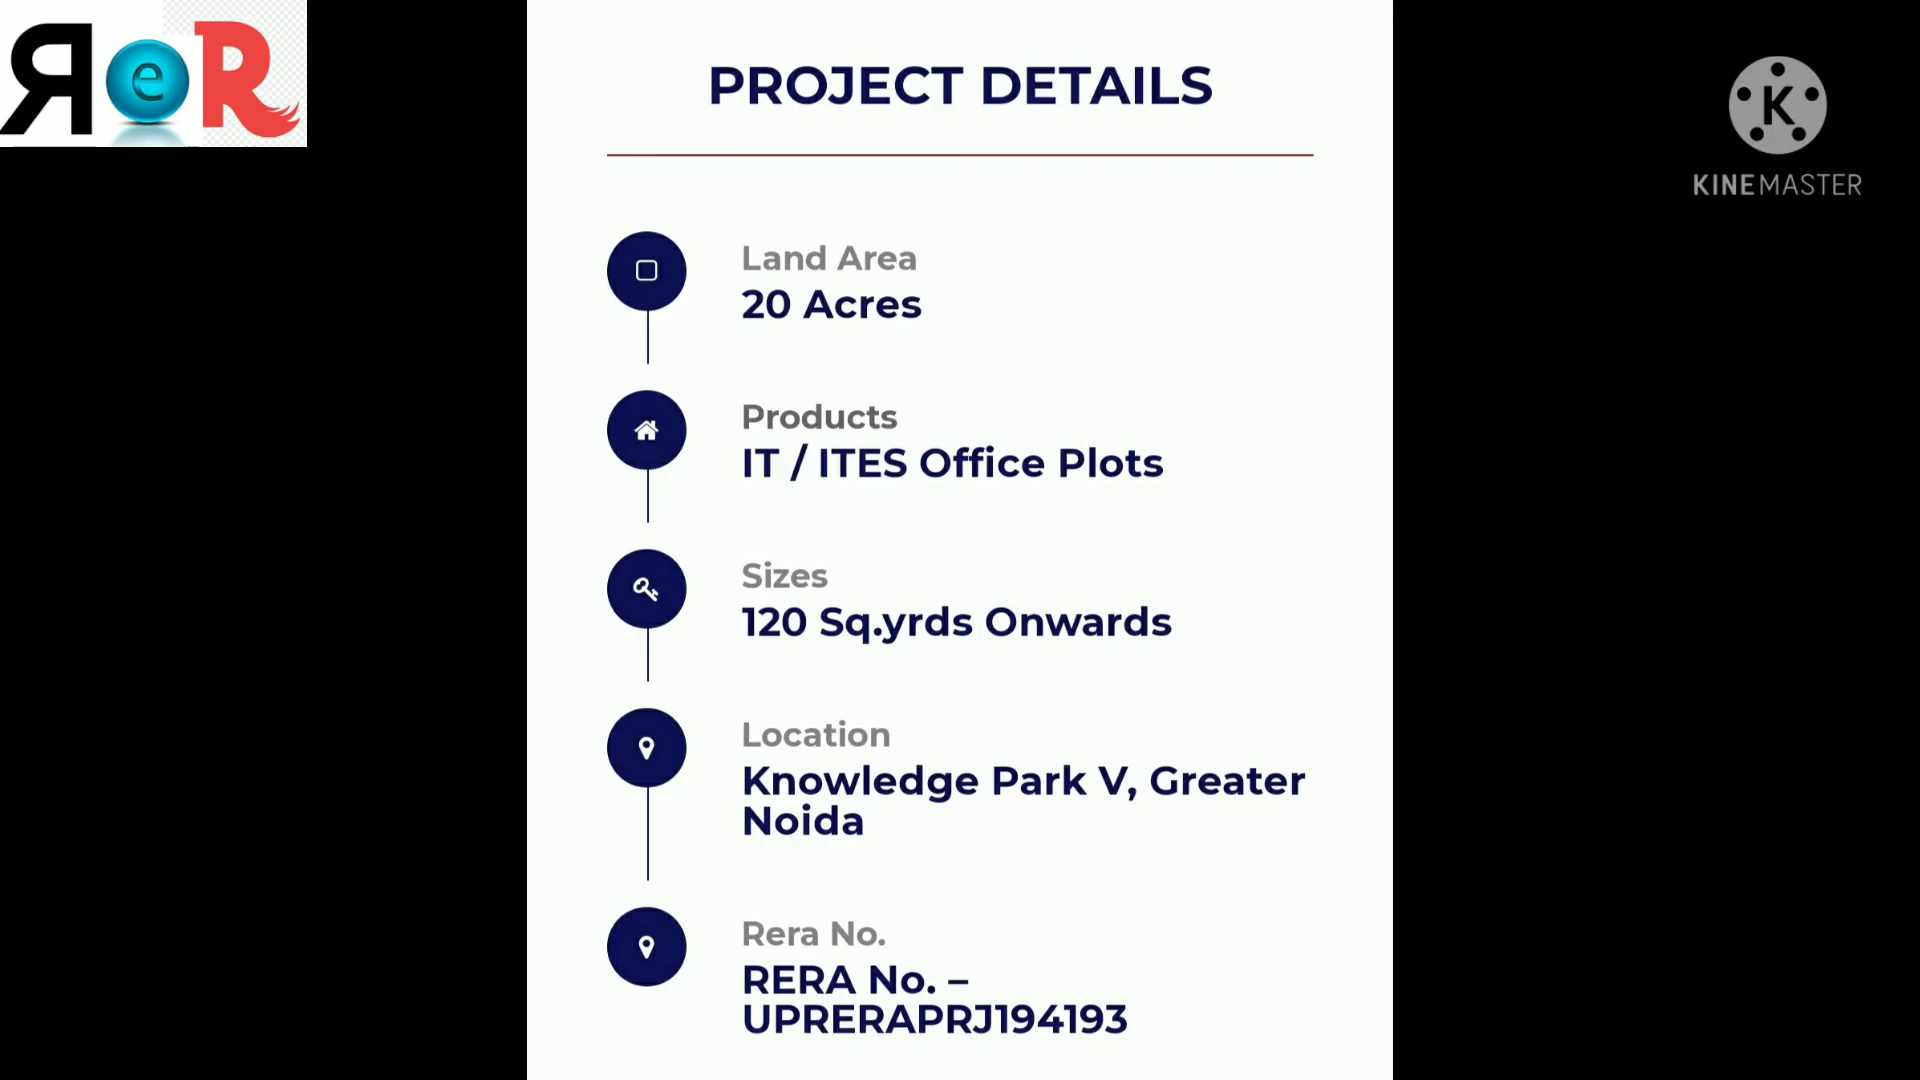 ЯeR
PROJECT DETAILS
KINEMASTER
Land Area
20 Acres
Products
IT / ITES Office Plots
Sizes
120 Sq.yrds Onwards
Location
Knowledge Park V, Greater
Noida
Rera No.
RERA No. –
UPRERAPRJ194193